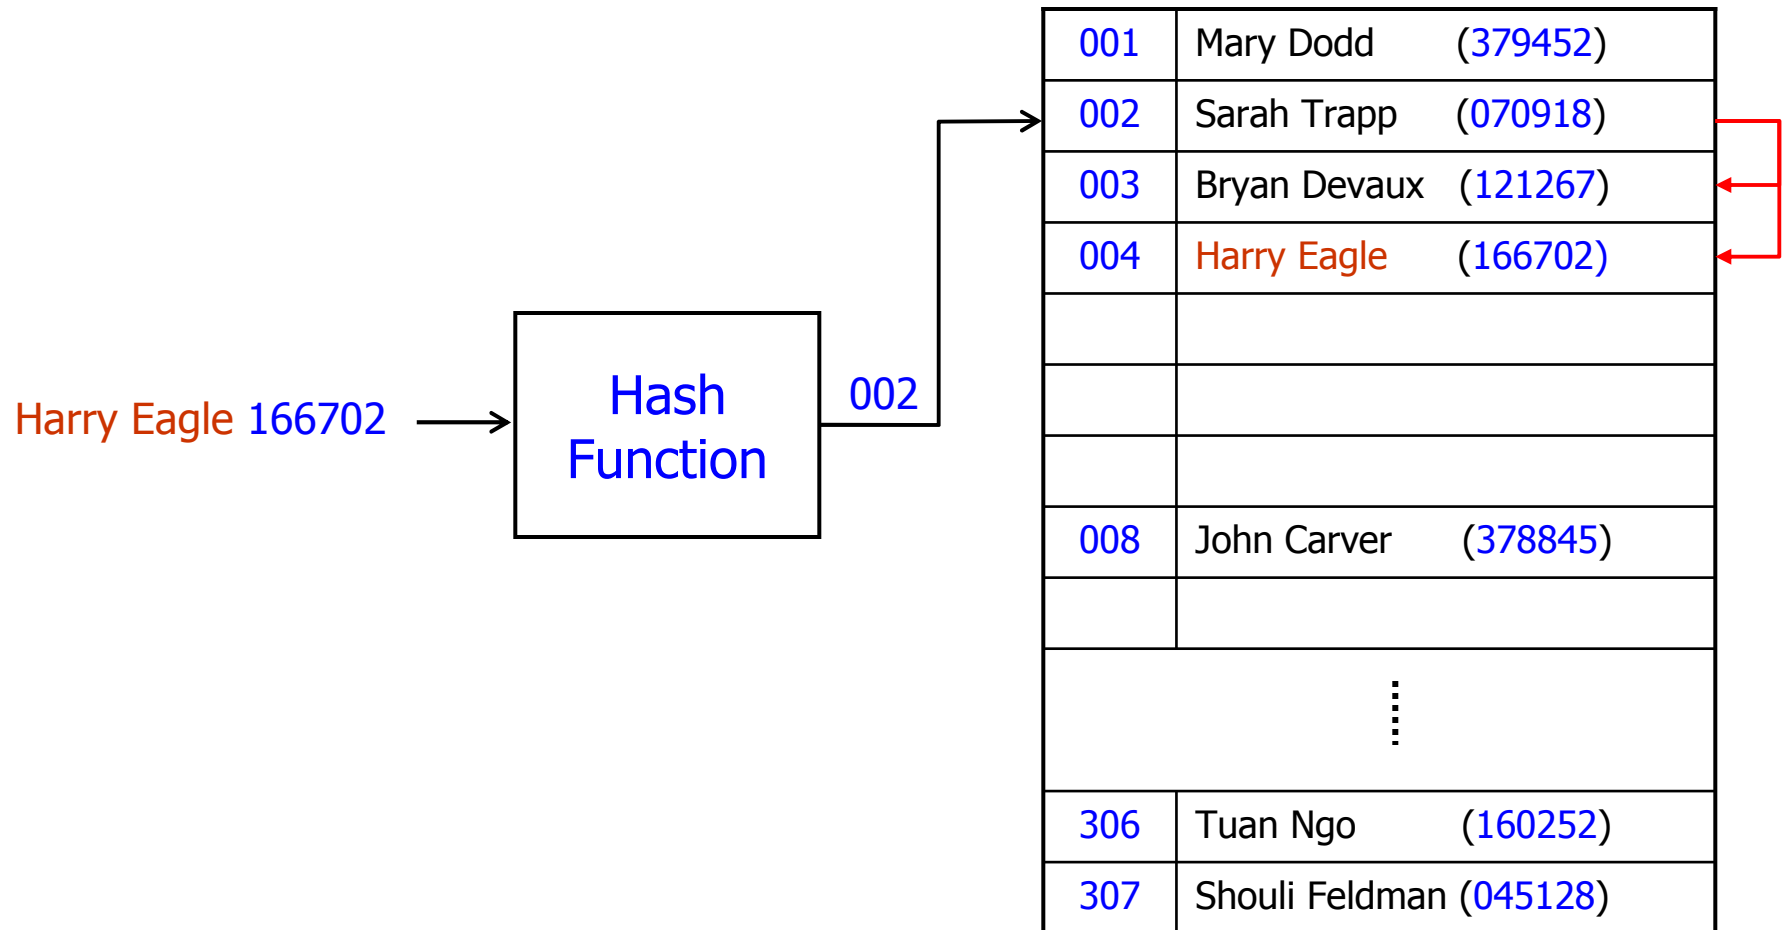 001 Mary Dodd (379452)
002 Sarah Trapp (070918)
003 Bryan Devaux (121267)
004 Harry Eagle (166702)
Harry Eagle 166702
Hash
Function
002
008 John Carver (378845)
306 Tuan Ngo (160252)
307 Shouli Feldman (045128)